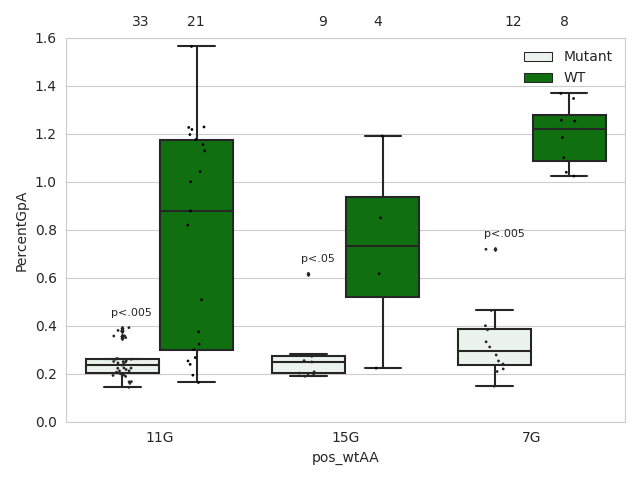 33 21 9 4 12 8
1.6
1.4
1.2
1.0
0.8
0.6
0.4
0.2
0.0
PercentGpA
Mutant
WT
p<.005
p<.05
p<.005
11G 15G 7G
pos_wtAA